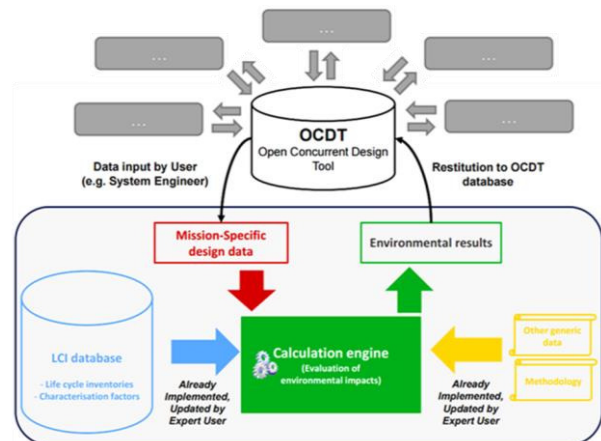 ...
...
...
...
...
OCDT
Open Concurrent Design
Tool
Data input by User
(e.g. System Engineer)
Restitution to OCDT
database
Mission-Specific
design data
Environmental results
LCI database
- Life cycle inventories
- Characterisation factors
Already
Implemented,
Updated by
Expert User
Calculation engine
(Evaluation of
environmental impacts)
Already
Implemented,
Updated by
Expert User
Other generic
data
Methodology